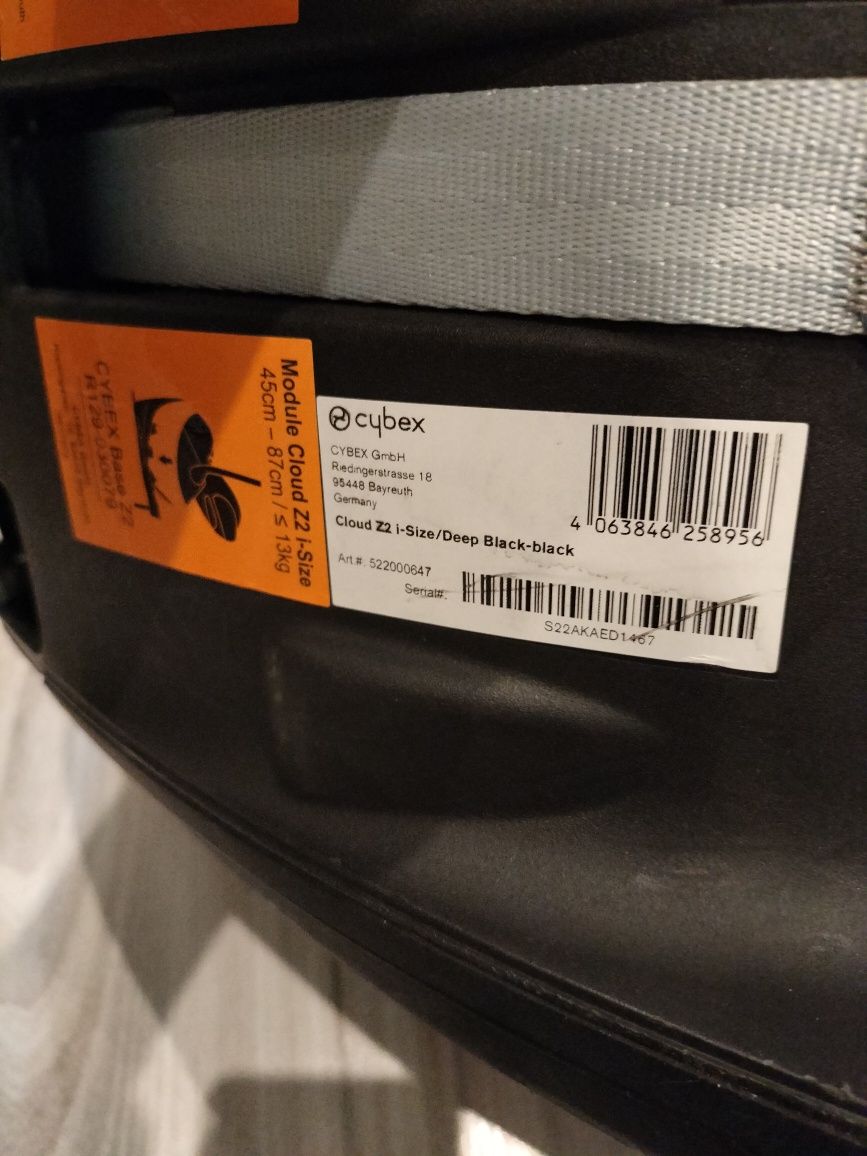 cybex
CYBEX GmbH
Riedingerstrasse 18
95448 Bayreuth
Germany
Cloud Z2 i-Size/Deep Black-black
Art.#: 522000647
Serial#:
4 063846 258956
S22AKAED1467
Module Cloud Z2 i-Size
45cm – 87cm / ≤ 13kg
CYBEX Base Z2